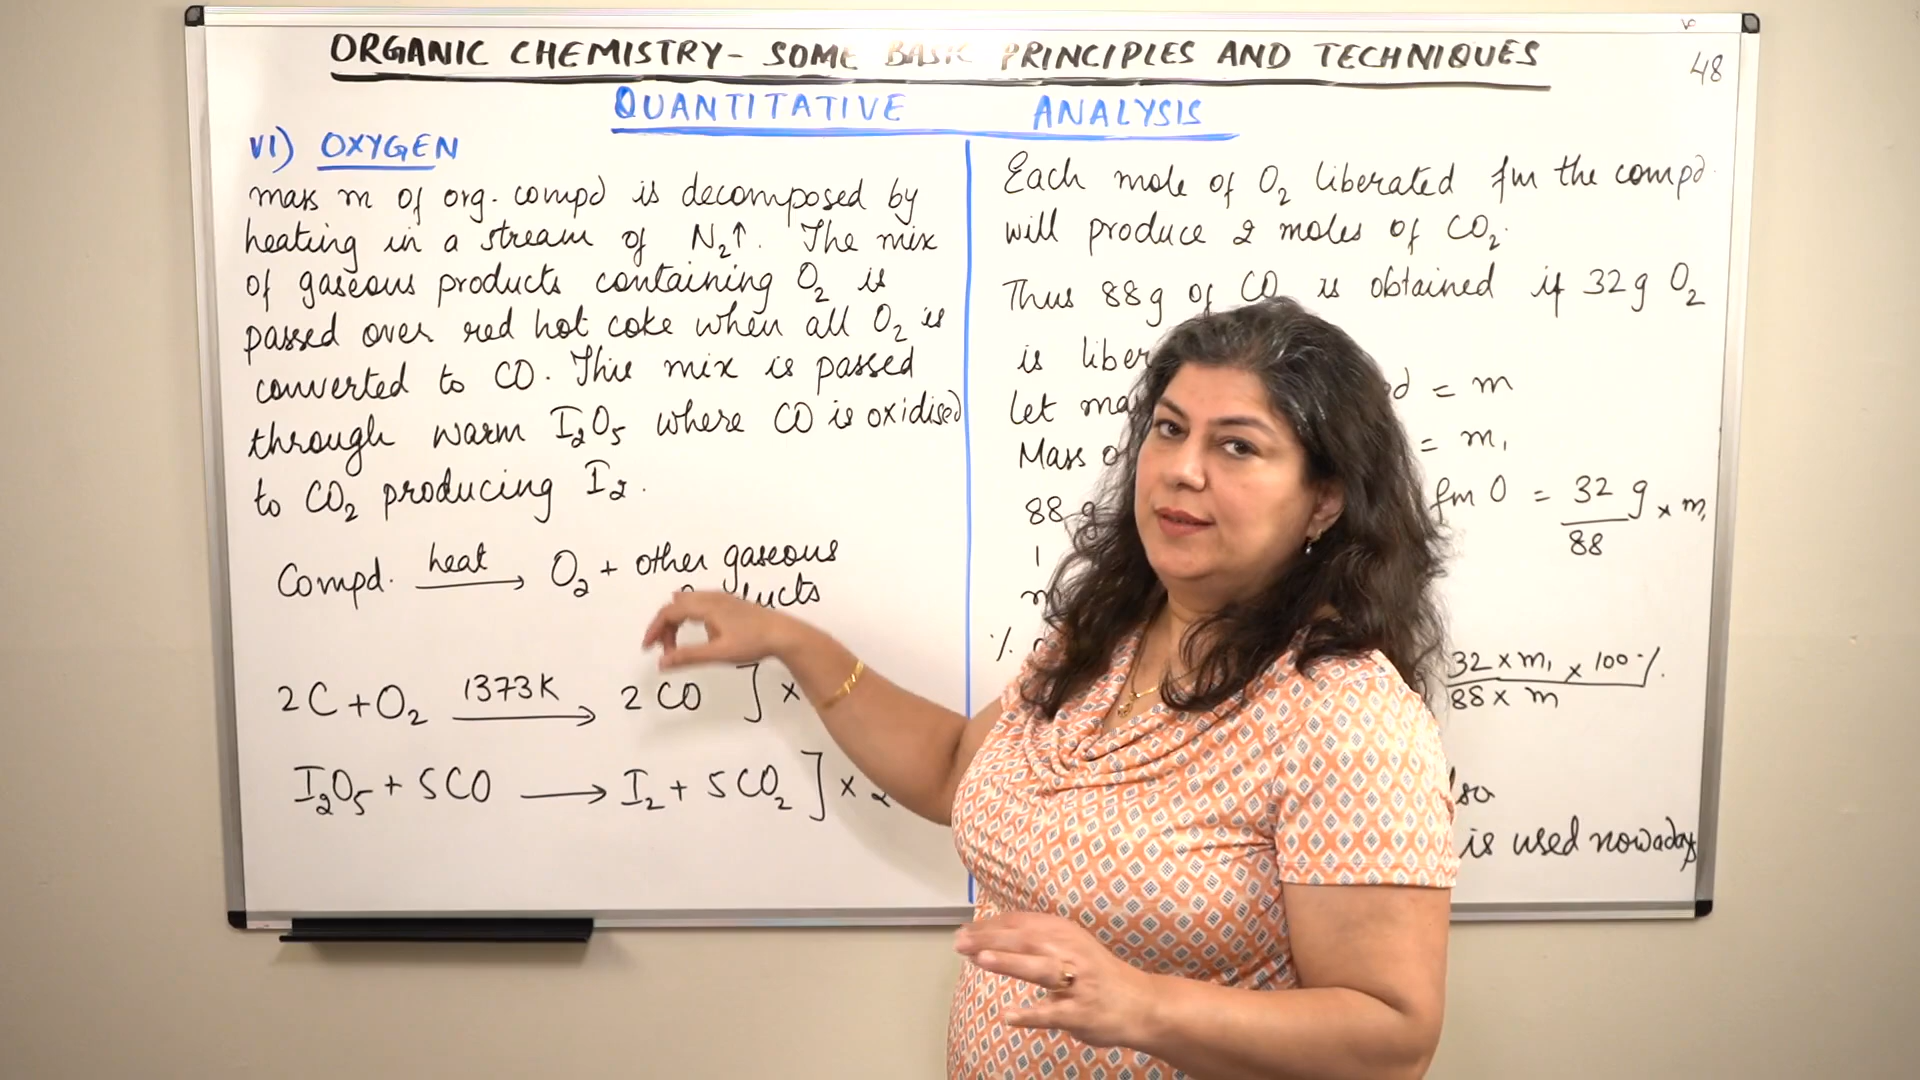 ORGANIC CHEMISTRY - SOME BASIC PRINCIPLES AND TECHNIQUES
48
QUANTITATIVE ANALYSIS
VI) OXYGEN
mass m of org. compd is decomposed by
heating in a stream of N₂↑. The mix
of gaseous products containing O₂ is
passed over red hot coke when all O₂ is
converted to CO. This mix is passed
through warm I₂O₅ where CO is oxidised
to CO₂ producing I₂.
Compd. heat → O₂ + other gaseous
2C + O₂ 1373K → 2CO ] ×
I₂O₅ + 5CO → I₂ + 5CO₂ ] × 2
Each mole of O₂ liberated fm the compd.
will produce 2 moles of CO₂.
Thus 88g of CO is obtained if 32g O₂
is
let = m
Mass = m₁
88 g fm O = 32/88 g × m₁
1
m
%
32 × m₁/88 × m × 100%.
is used nowadays